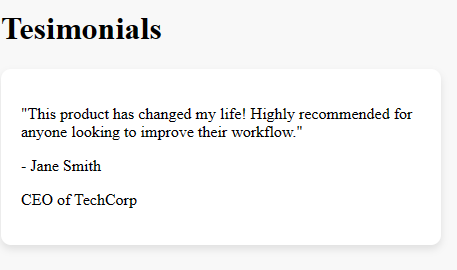 Tesimonials
"This product has changed my life! Highly recommended for
anyone looking to improve their workflow."
- Jane Smith
CEO of TechCorp